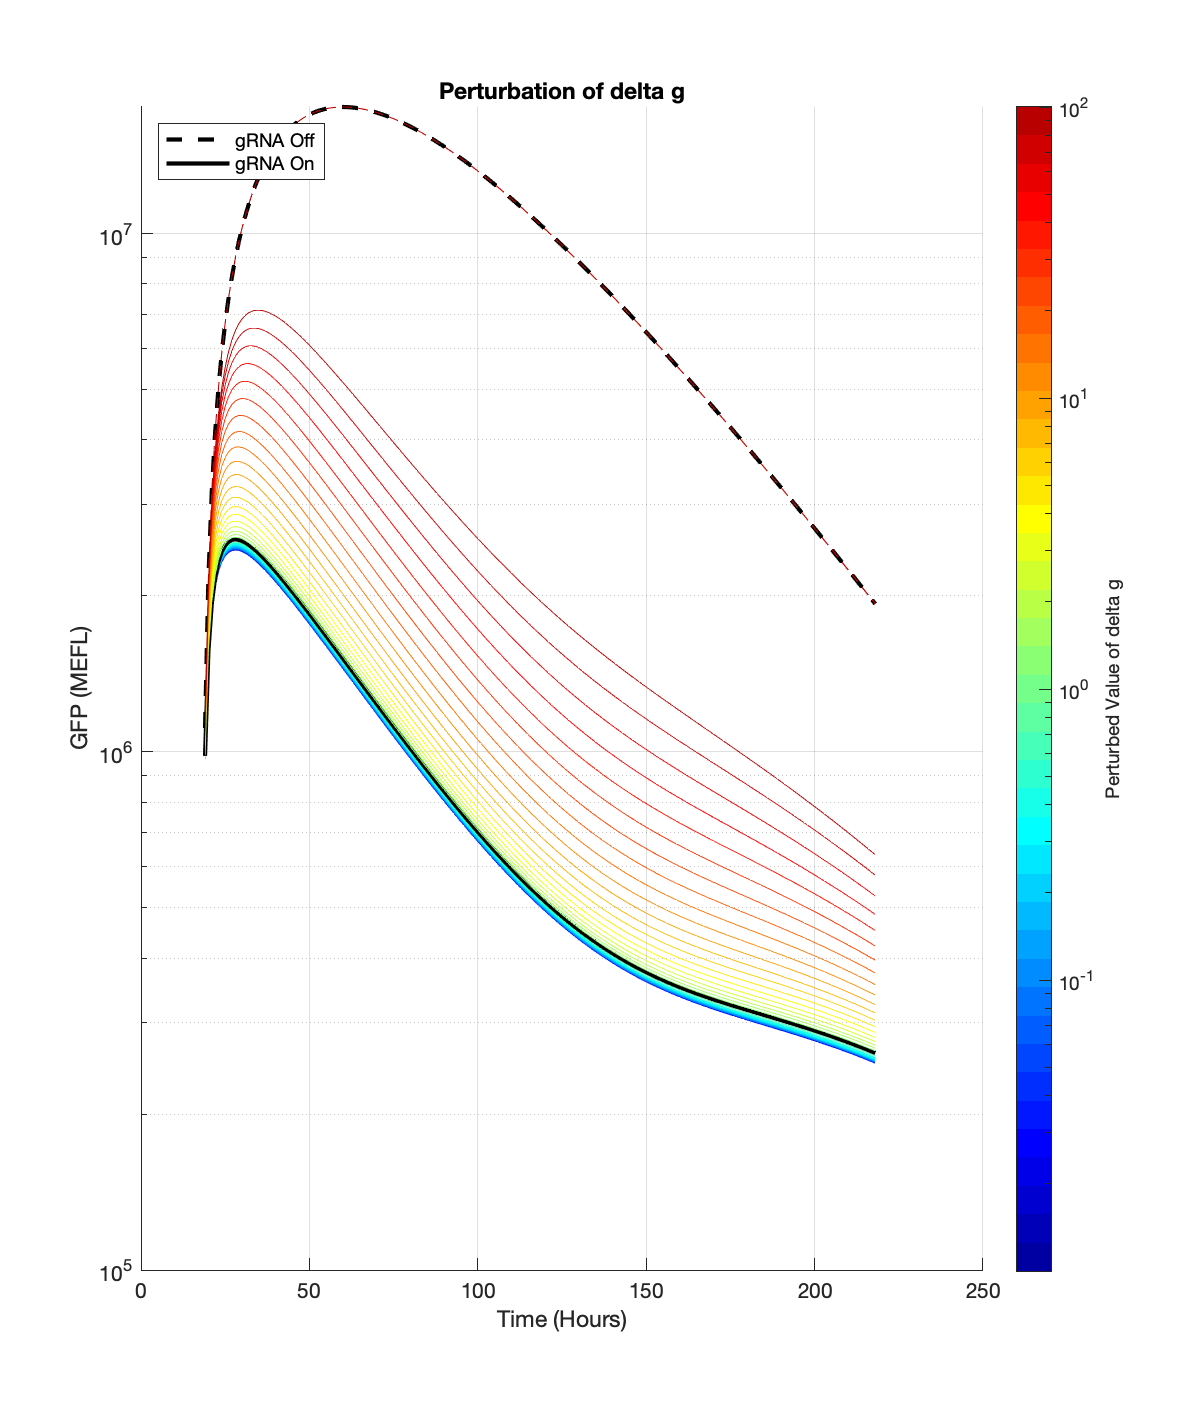 Perturbation of delta g
gRNA Off
gRNA On
GFP (MEFL)
10^7
10^6
10^5
0 50 100 150 200 250
Time (Hours)
10^2
10^1
10^0
10^-1
Perturbed Value of delta g